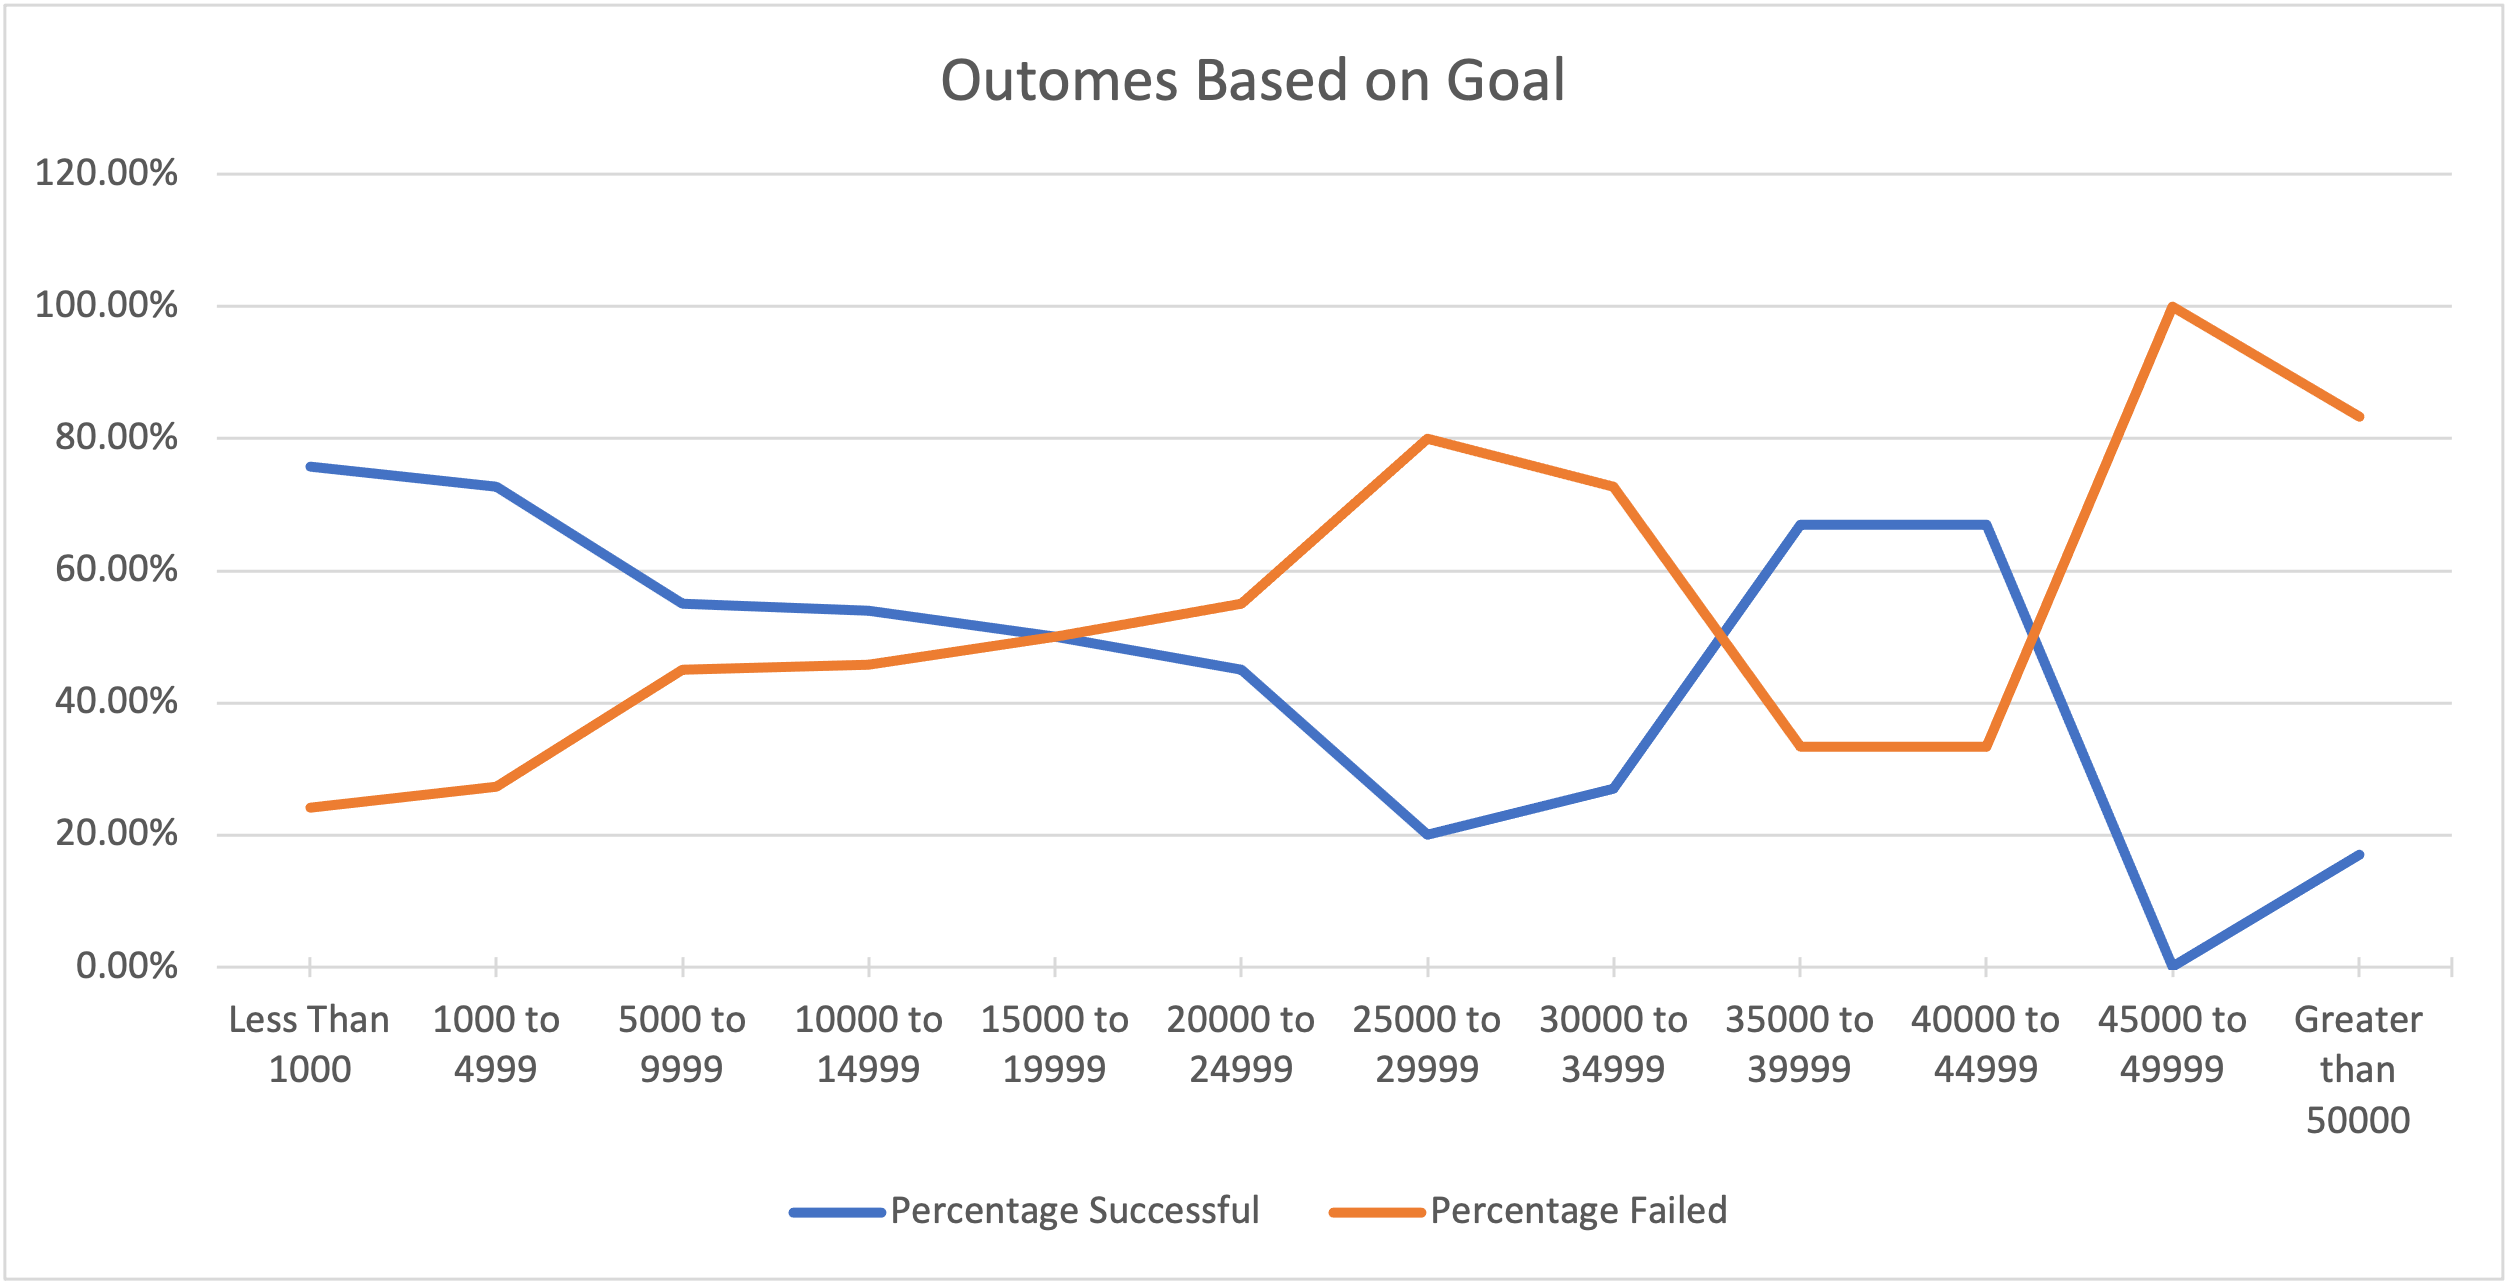 Outomes Based on Goal
120.00%
100.00%
80.00%
60.00%
40.00%
20.00%
0.00%
Less Than
1000
1000 to
4999
5000 to
9999
10000 to
14999
15000 to
19999
20000 to
24999
25000 to
29999
30000 to
34999
35000 to
39999
40000 to
44999
45000 to
49999
Greater
than
50000
Percentage Successful
Percentage Failed